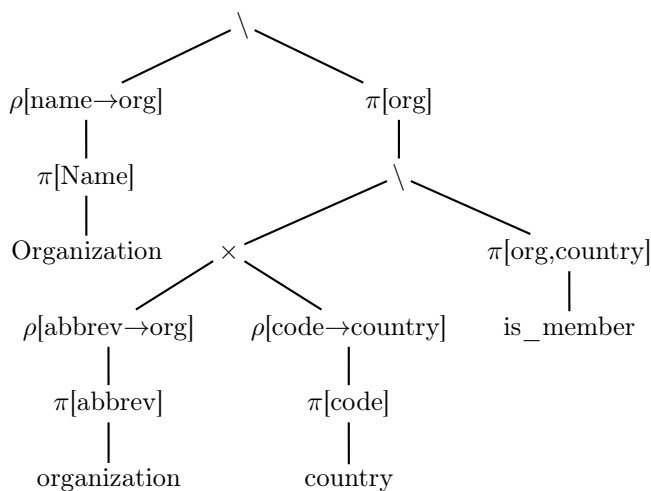 \
ρ[name→org] π[org]
π[Name] \
Organization × π[org,country]
ρ[abbrev→org] ρ[code→country] is_member
π[abbrev] π[code]
organization country